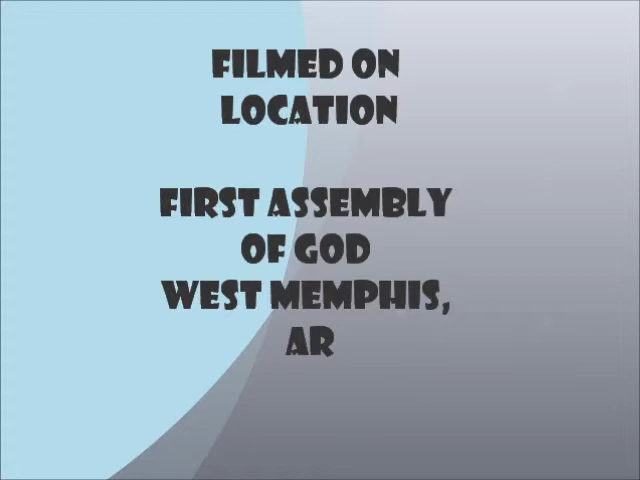 FILMED ON
LOCATION
FIRST ASSEMBLY
OF GOD
WEST MEMPHIS,
AR